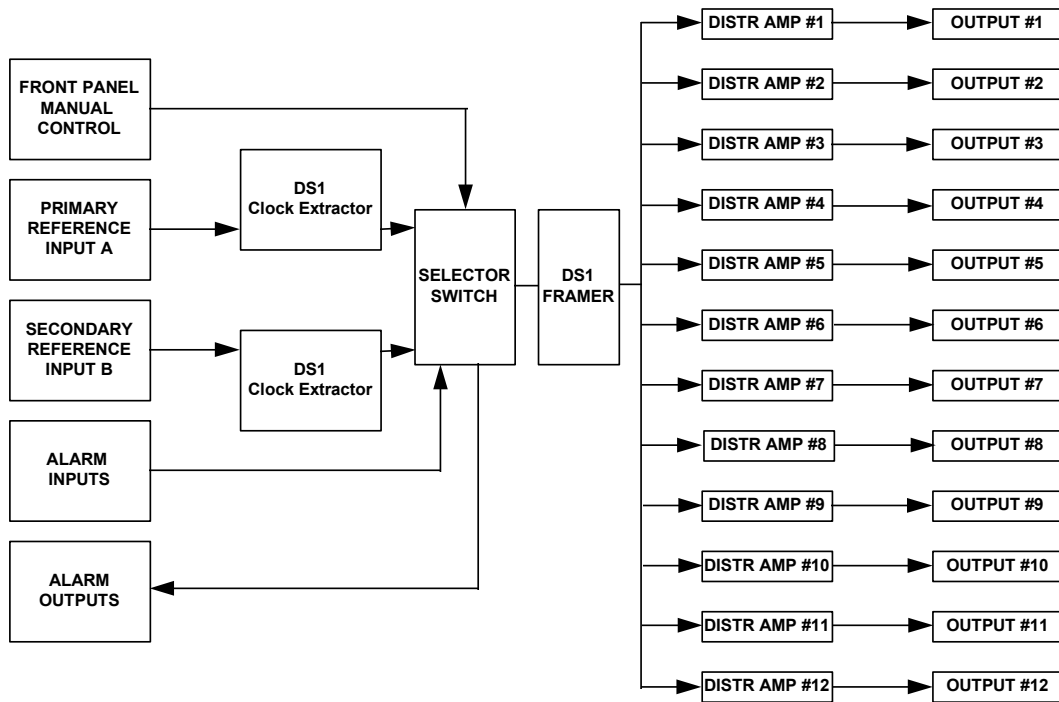 FRONT PANEL
MANUAL
CONTROL
PRIMARY
REFERENCE
INPUT A
SECONDARY
REFERENCE
INPUT B
ALARM
INPUTS
ALARM
OUTPUTS
DS1
Clock Extractor
DS1
Clock Extractor
SELECTOR
SWITCH
DS1
FRAMER
DISTR AMP #1
OUTPUT #1
DISTR AMP #2
OUTPUT #2
DISTR AMP #3
OUTPUT #3
DISTR AMP #4
OUTPUT #4
DISTR AMP #5
OUTPUT #5
DISTR AMP #6
OUTPUT #6
DISTR AMP #7
OUTPUT #7
DISTR AMP #8
OUTPUT #8
DISTR AMP #9
OUTPUT #9
DISTR AMP #10
OUTPUT #10
DISTR AMP #11
OUTPUT #11
DISTR AMP #12
OUTPUT #12